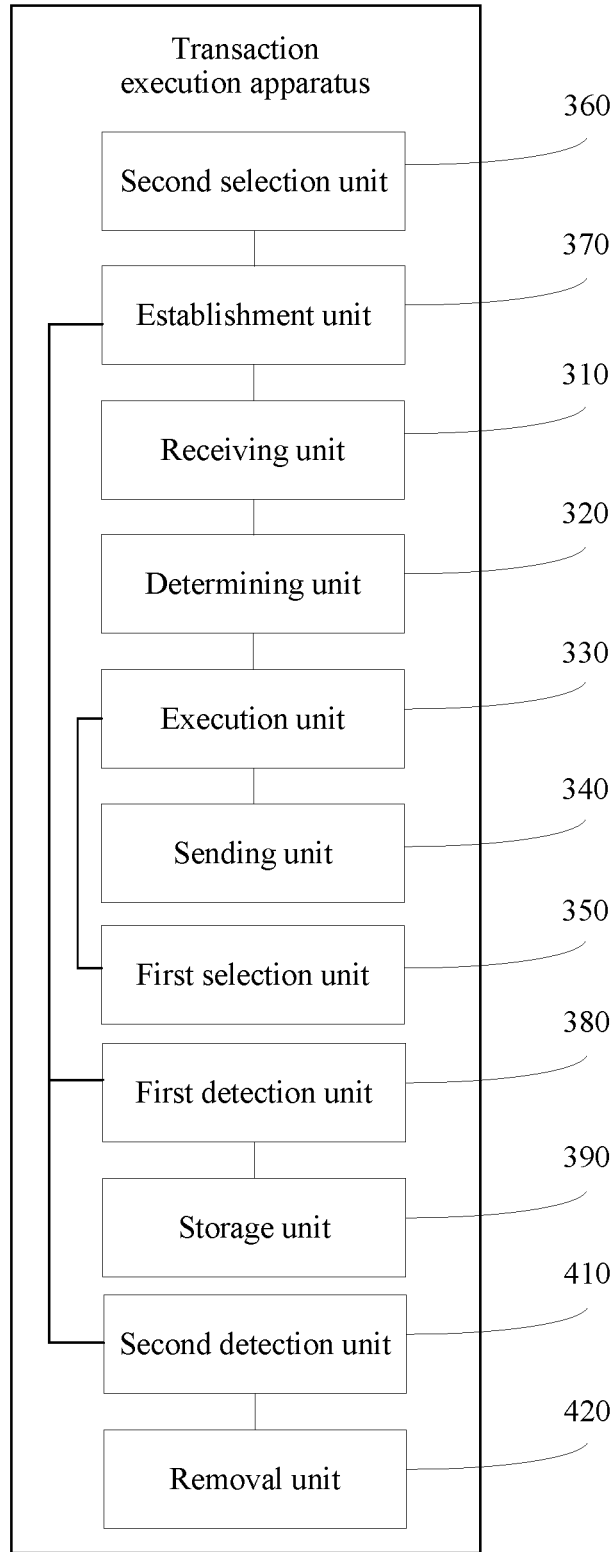 Transaction
execution apparatus
360
Second selection unit
370
Establishment unit
310
Receiving unit
320
Determining unit
330
Execution unit
340
Sending unit
350
First selection unit
380
First detection unit
390
Storage unit
410
Second detection unit
420
Removal unit